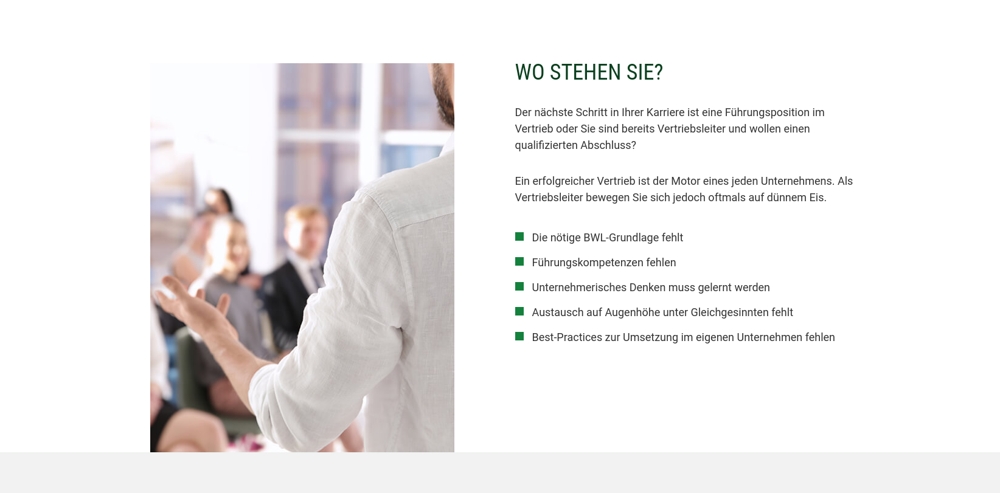 WO STEHEN SIE?
Der nächste Schritt in Ihrer Karriere ist eine Führungsposition im
Vertrieb oder Sie sind bereits Vertriebsleiter und wollen einen
qualifizierten Abschluss?
Ein erfolgreicher Vertrieb ist der Motor eines jeden Unternehmens. Als
Vertriebsleiter bewegen Sie sich jedoch oftmals auf dünnem Eis.
Die nötige BWL-Grundlage fehlt
Führungskompetenzen fehlen
Unternehmerisches Denken muss gelernt werden
Austausch auf Augenhöhe unter Gleichgesinnten fehlt
Best-Practices zur Umsetzung im eigenen Unternehmen fehlen